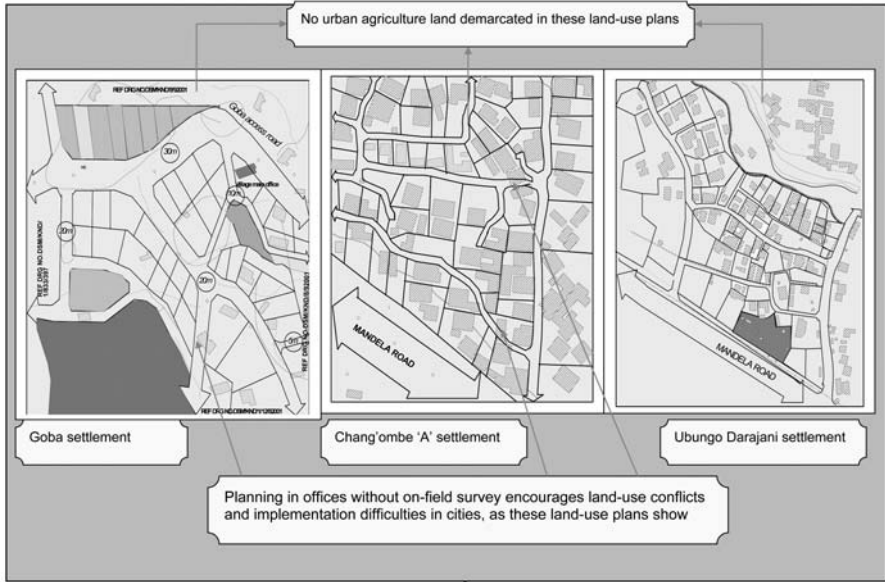 No urban agriculture land demarcated in these land-use plans
Goba access road
30m
village main office
10m
20m
20m
MANDELA ROAD
MANDELA ROAD
Goba settlement
Chang’ombe ‘A’ settlement
Ubungo Darajani settlement
Planning in offices without on-field survey encourages land-use conflicts
and implementation difficulties in cities, as these land-use plans show